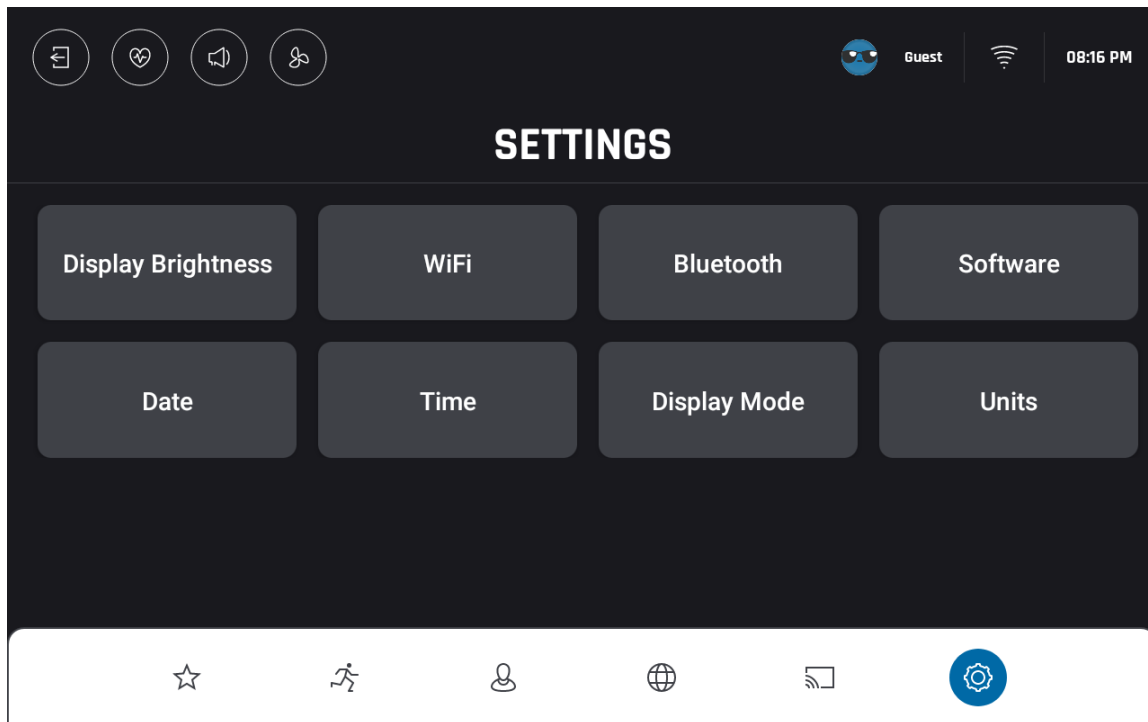 Guest
08:16 PM
SETTINGS
Display Brightness
WiFi
Bluetooth
Software
Date
Time
Display Mode
Units